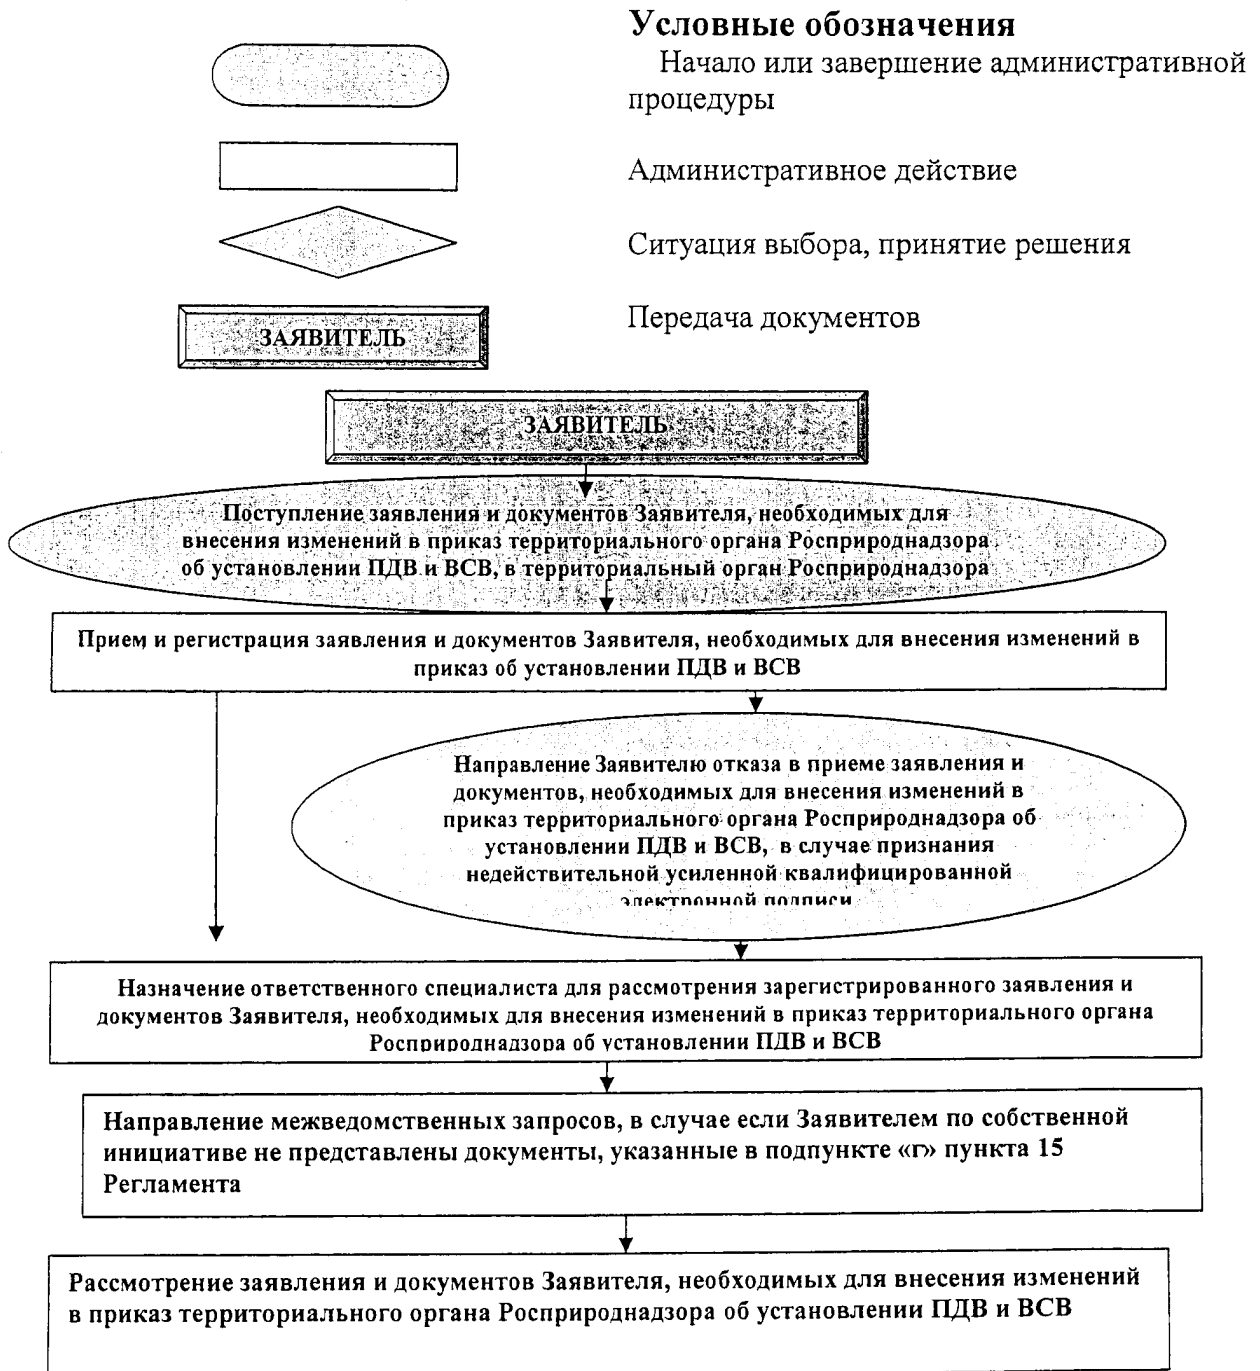 Условные обозначения
Начало или завершение административной
процедуры
Административное действие
Ситуация выбора, принятие решения
ЗАЯВИТЕЛЬ
Передача документов
ЗАЯВИТЕЛЬ
Поступление заявления и документов Заявителя, необходимых для
внесения изменений в приказ территориального органа Росприроднадзора
об установлении ПДВ и ВСВ, в территориальный орган Росприроднадзора
Прием и регистрация заявления и документов Заявителя, необходимых для внесения изменений в
приказ об установлении ПДВ и ВСВ
Направление Заявителю отказа в приеме заявления и
документов, необходимых для внесения изменений в
приказ территориального органа Росприроднадзора об
установлении ПДВ и ВСВ, в случае признания
недействительной усиленной квалифицированной
электронной подписи
Назначение ответственного специалиста для рассмотрения зарегистрированного заявления и
документов Заявителя, необходимых для внесения изменений в приказ территориального органа
Росприроднадзора об установлении ПДВ и ВСВ
Направление межведомственных запросов, в случае если Заявителем по собственной
инициативе не представлены документы, указанные в подпункте «г» пункта 15
Регламента
Рассмотрение заявления и документов Заявителя, необходимых для внесения изменений
в приказ территориального органа Росприроднадзора об установлении ПДВ и ВСВ